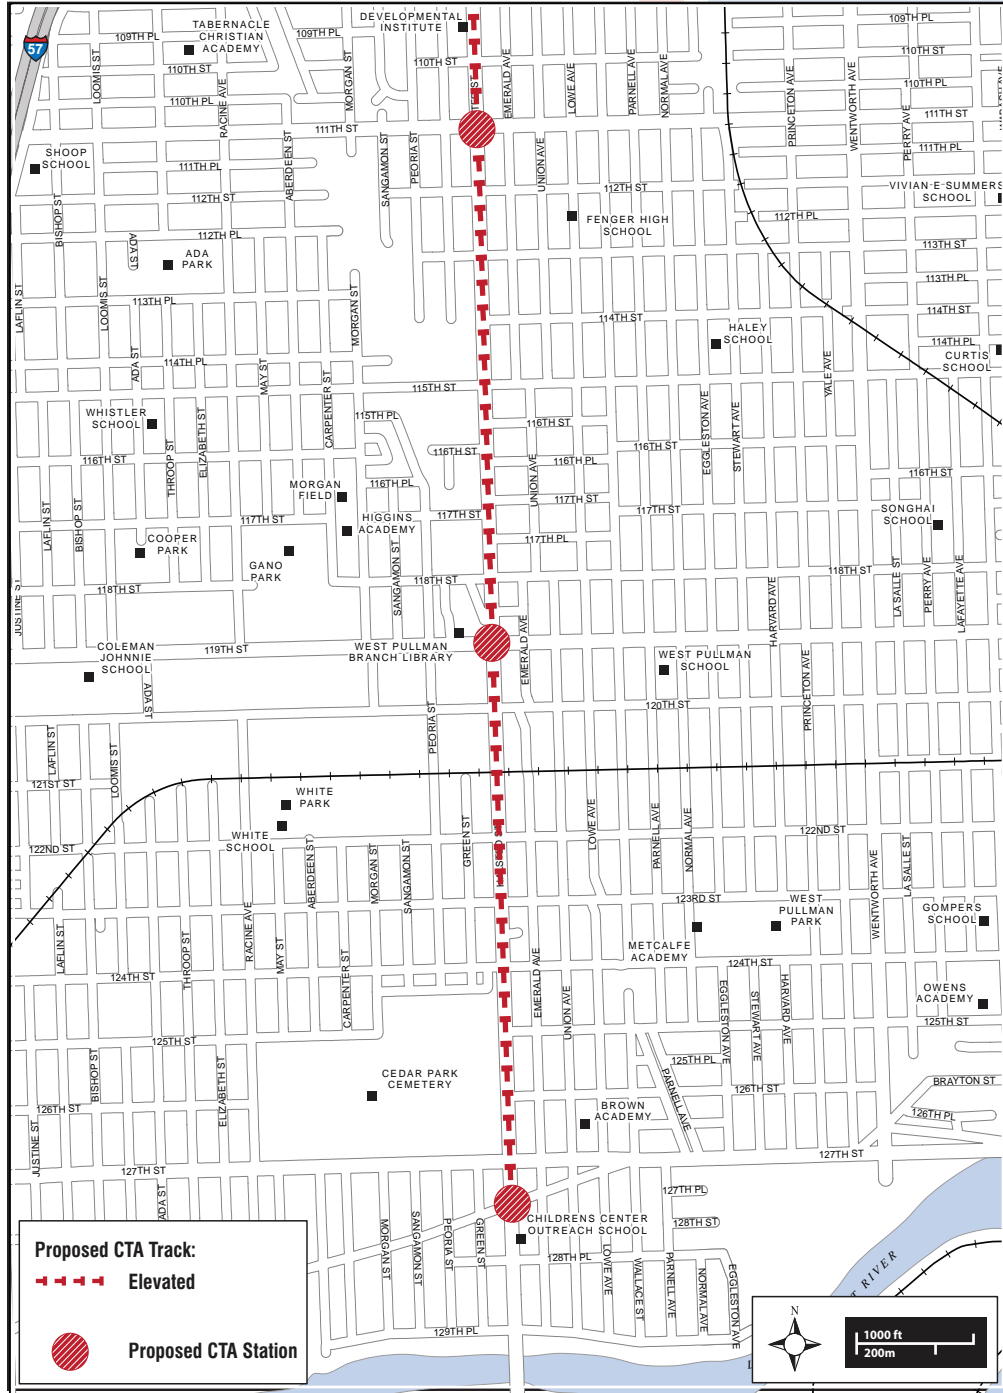 109TH PL
TABERNACLE
CHRISTIAN
ACADEMY
109TH PL
DEVELOPMENTAL
INSTITUTE
109TH PL
57
LOOMIS ST
110TH ST
RACINE AVE
MORGAN ST
110TH ST
EMERALD AVE
LOWE AVE
PARNELL AVE
NORMAL AVE
PRINCETON AVE
WENTWORTH AVE
110TH ST
110TH PL
110TH PL
111TH ST
111TH ST
SHOOP
SCHOOL
111TH PL
ABERDEEN ST
SANGAMON ST
PEORIA ST
UNION AVE
PERRY AVE
111TH PL
BISHOP ST
112TH ST
112TH ST
VIVIAN E SUMMERS
SCHOOL
FENGER HIGH
SCHOOL
112TH PL
112TH PL
ADA ST
ADA
PARK
113TH ST
113TH PL
LAFLIN ST
LOOMIS ST
113TH PL
MORGAN ST
114TH ST
114TH ST
HALEY
SCHOOL
114TH PL
CURTIS
SCHOOL
ADA ST
114TH PL
MAY ST
CARPENTER ST
115TH ST
YALE AVE
EGGLESTON AVE
STEWART AVE
WHISTLER
SCHOOL
ELIZABETH ST
115TH PL
116TH ST
116TH ST
THROOP ST
116TH ST
116TH ST
116TH PL
UNION AVE
116TH ST
116TH PL
MORGAN
FIELD
117TH ST
LAFLIN ST
BISHOP ST
117TH ST
HIGGINS
ACADEMY
117TH ST
117TH ST
SONGHAI
SCHOOL
COOPER
PARK
GANO
PARK
117TH PL
SANGAMON ST
118TH ST
118TH ST
118TH ST
HARVARD AVE
LA SALLE ST
PERRY AVE
LAFAYETTE AVE
COLEMAN
JOHNNIE
SCHOOL
119TH ST
WEST PULLMAN
BRANCH LIBRARY
EMERALD AVE
WEST PULLMAN
SCHOOL
ADA ST
PEORIA ST
120TH ST
PRINCETON AVE
LAFLIN ST
LOOMIS ST
121ST ST
WHITE
PARK
WHITE
SCHOOL
GREEN ST
LOWE AVE
PARNELL AVE
NORMAL AVE
122ND ST
122ND ST
ABERDEEN ST
MORGAN ST
SANGAMON ST
WENTWORTH AVE
LA SALLE ST
123RD ST
WEST
PULLMAN
PARK
GOMPERS
SCHOOL
LAFLIN ST
THROOP ST
RACINE AVE
MAY ST
CARPENTER ST
METCALFE
ACADEMY
124TH ST
124TH ST
EMERALD AVE
UNION AVE
EGGLESTON AVE
STEWART AVE
HARVARD AVE
OWENS
ACADEMY
125TH ST
125TH ST
BISHOP ST
ELIZABETH ST
CEDAR PARK
CEMETERY
125TH PL
PARNELL AVE
126TH ST
BRAYTON ST
126TH ST
JUSTINE ST
BROWN
ACADEMY
126TH PL
127TH ST
127TH ST
ADA ST
127TH PL
MORGAN ST
SANGAMON ST
PEORIA ST
GREEN ST
CHILDRENS CENTER
OUTREACH SCHOOL
128TH ST
128TH PL
LOWE AVE
WALLACE ST
PARNELL AVE
NORMAL AVE
EGGLESTON AVE
RIVER
129TH PL
Proposed CTA Track:
Elevated
Proposed CTA Station
N
1000 ft
200m